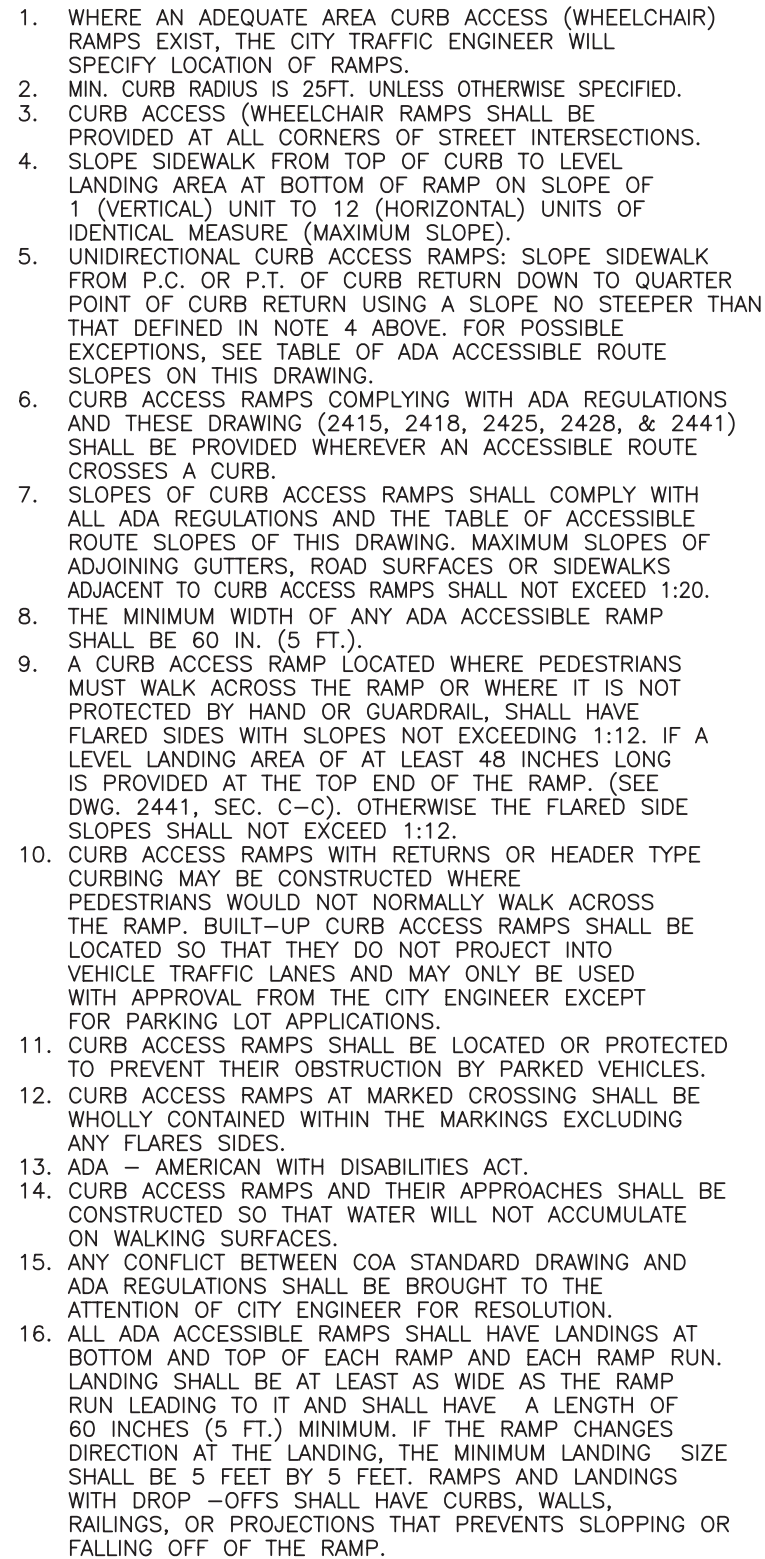 1. WHERE AN ADEQUATE AREA CURB ACCESS (WHEELCHAIR)
RAMPS EXIST, THE CITY TRAFFIC ENGINEER WILL
SPECIFY LOCATION OF RAMPS.
2. MIN. CURB RADIUS IS 25FT. UNLESS OTHERWISE SPECIFIED.
3. CURB ACCESS (WHEELCHAIR RAMPS SHALL BE
PROVIDED AT ALL CORNERS OF STREET INTERSECTIONS.
4. SLOPE SIDEWALK FROM TOP OF CURB TO LEVEL
LANDING AREA AT BOTTOM OF RAMP ON SLOPE OF
1 (VERTICAL) UNIT TO 12 (HORIZONTAL) UNITS OF
IDENTICAL MEASURE (MAXIMUM SLOPE).
5. UNIDIRECTIONAL CURB ACCESS RAMPS: SLOPE SIDEWALK
FROM P.C. OR P.T. OF CURB RETURN DOWN TO QUARTER
POINT OF CURB RETURN USING A SLOPE NO STEEPER THAN
THAT DEFINED IN NOTE 4 ABOVE. FOR POSSIBLE
EXCEPTIONS, SEE TABLE OF ADA ACCESSIBLE ROUTE
SLOPES ON THIS DRAWING.
6. CURB ACCESS RAMPS COMPLYING WITH ADA REGULATIONS
AND THESE DRAWING (2415, 2418, 2425, 2428, & 2441)
SHALL BE PROVIDED WHEREVER AN ACCESSIBLE ROUTE
CROSSES A CURB.
7. SLOPES OF CURB ACCESS RAMPS SHALL COMPLY WITH
ALL ADA REGULATIONS AND THE TABLE OF ACCESSIBLE
ROUTE SLOPES OF THIS DRAWING. MAXIMUM SLOPES OF
ADJOINING GUTTERS, ROAD SURFACES OR SIDEWALKS
ADJACENT TO CURB ACCESS RAMPS SHALL NOT EXCEED 1:20.
8. THE MINIMUM WIDTH OF ANY ADA ACCESSIBLE RAMP
SHALL BE 60 IN. (5 FT.).
9. A CURB ACCESS RAMP LOCATED WHERE PEDESTRIANS
MUST WALK ACROSS THE RAMP OR WHERE IT IS NOT
PROTECTED BY HAND OR GUARDRAIL, SHALL HAVE
FLARED SIDES WITH SLOPES NOT EXCEEDING 1:12. IF A
LEVEL LANDING AREA OF AT LEAST 48 INCHES LONG
IS PROVIDED AT THE TOP END OF THE RAMP. (SEE
DWG. 2441, SEC. C-C). OTHERWISE THE FLARED SIDE
SLOPES SHALL NOT EXCEED 1:12.
10. CURB ACCESS RAMPS WITH RETURNS OR HEADER TYPE
CURBING MAY BE CONSTRUCTED WHERE
PEDESTRIANS WOULD NOT NORMALLY WALK ACROSS
THE RAMP. BUILT-UP CURB ACCESS RAMPS SHALL BE
LOCATED SO THAT THEY DO NOT PROJECT INTO
VEHICLE TRAFFIC LANES AND MAY ONLY BE USED
WITH APPROVAL FROM THE CITY ENGINEER EXCEPT
FOR PARKING LOT APPLICATIONS.
11. CURB ACCESS RAMPS SHALL BE LOCATED OR PROTECTED
TO PREVENT THEIR OBSTRUCTION BY PARKED VEHICLES.
12. CURB ACCESS RAMPS AT MARKED CROSSING SHALL BE
WHOLLY CONTAINED WITHIN THE MARKINGS EXCLUDING
ANY FLARES SIDES.
13. ADA - AMERICAN WITH DISABILITIES ACT.
14. CURB ACCESS RAMPS AND THEIR APPROACHES SHALL BE
CONSTRUCTED SO THAT WATER WILL NOT ACCUMULATE
ON WALKING SURFACES.
15. ANY CONFLICT BETWEEN COA STANDARD DRAWING AND
ADA REGULATIONS SHALL BE BROUGHT TO THE
ATTENTION OF CITY ENGINEER FOR RESOLUTION.
16. ALL ADA ACCESSIBLE RAMPS SHALL HAVE LANDINGS AT
BOTTOM AND TOP OF EACH RAMP AND EACH RAMP RUN.
LANDING SHALL BE AT LEAST AS WIDE AS THE RAMP
RUN LEADING TO IT AND SHALL HAVE A LENGTH OF
60 INCHES (5 FT.) MINIMUM. IF THE RAMP CHANGES
DIRECTION AT THE LANDING, THE MINIMUM LANDING SIZE
SHALL BE 5 FEET BY 5 FEET. RAMPS AND LANDINGS
WITH DROP -OFFS SHALL HAVE CURBS, WALLS,
RAILINGS, OR PROJECTIONS THAT PREVENTS SLOPPING OR
FALLING OFF OF THE RAMP.